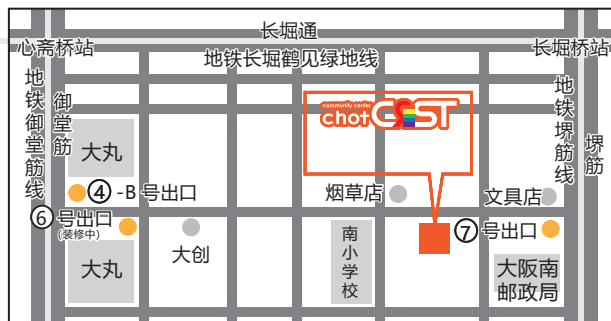 长堀通
心斋桥站
长堀桥站
地铁长堀鹤见绿地线
地铁御堂筋线
御堂筋
community center
chot CAST
地铁堺筋线
堺筋
大丸
④-B 号出口
烟草店
文具店
⑥号出口
(装修中)
大创
南小学校
⑦号出口
大丸
大阪南
邮政局